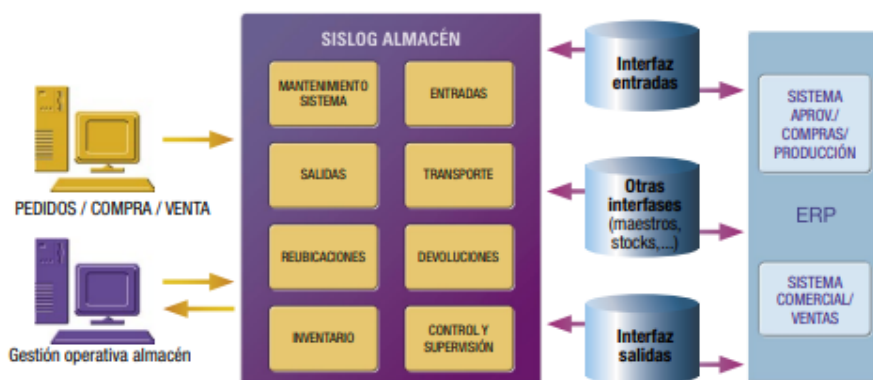 SISLOG ALMACÉN
MANTENIMIENTO
SISTEMA
ENTRADAS
SALIDAS
TRANSPORTE
REUBICACIONES
DEVOLUCIONES
INVENTARIO
CONTROL Y
SUPERVISIÓN
PEDIDOS / COMPRA / VENTA
Gestión operativa almacén
Interfaz
entradas
Otras
interfases
(maestros,
stocks,...)
Interfaz
salidas
SISTEMA
APROV./
COMPRAS/
PRODUCCIÓN
ERP
SISTEMA
COMERCIAL/
VENTAS